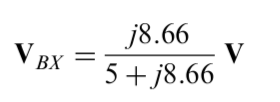 V_BX = j8.66 / (5 + j8.66) V